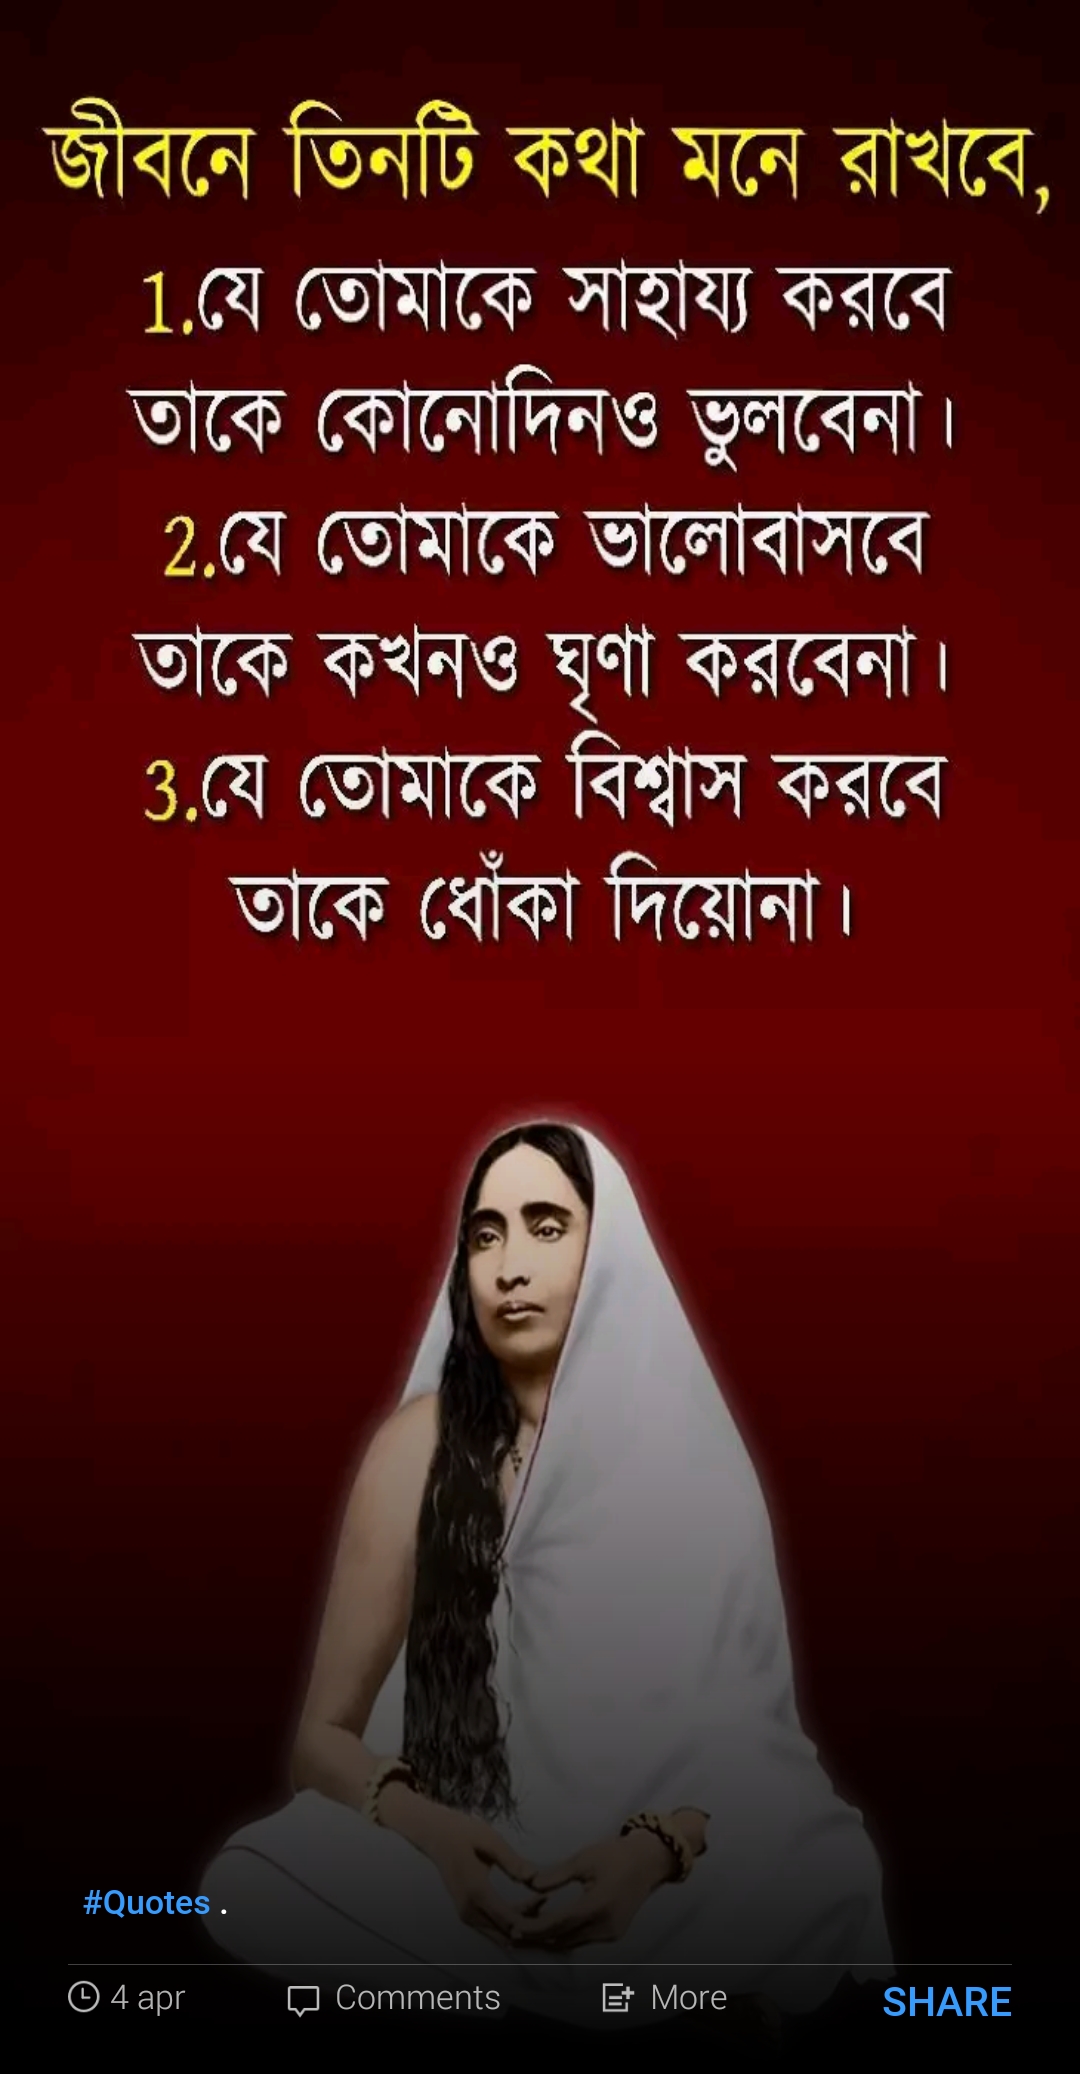 জীবনে তিনটি কথা মনে রাখবে,
1.যে তোমাকে সাহায্য করবে
তাকে কোনোদিনও ভুলবেনা।
2.যে তোমাকে ভালোবাসবে
তাকে কখনও ঘৃণা করবেনা।
3.যে তোমাকে বিশ্বাস করবে
তাকে ধোঁকা দিয়োনা।
#Quotes .
4 apr Comments More SHARE